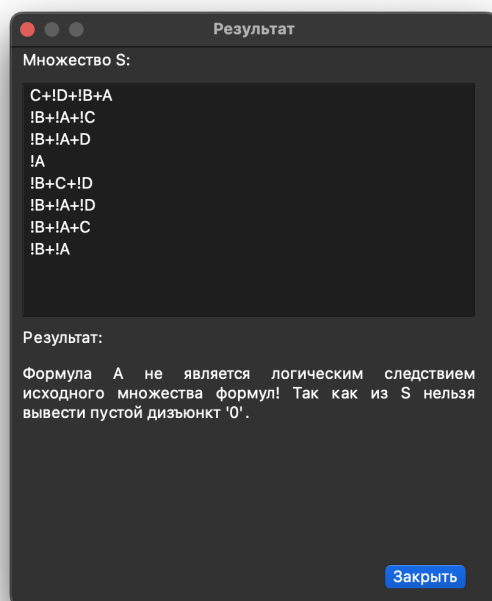 Результат
Множество S:
C+!D+!B+A
!B+!A+!C
!B+!A+D
!A
!B+C+!D
!B+!A+!D
!B+!A+C
!B+!A
Результат:
Формула А не является логическим следствием
исходного множества формул! Так как из S нельзя
вывести пустой дизъюнкт '0'.
Закрыть